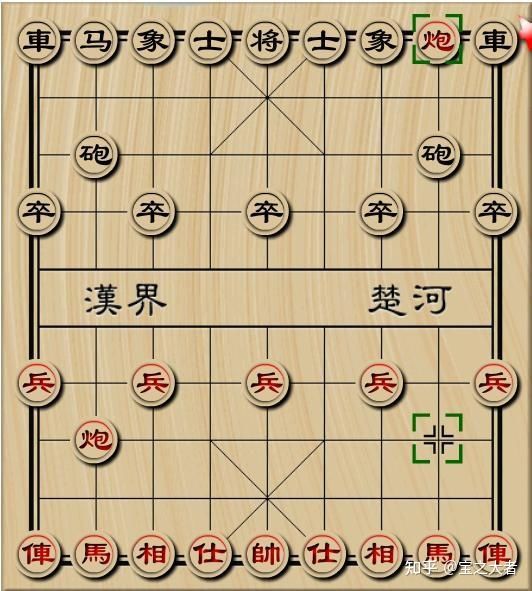 車 马 象 士 将 士 象 炮 車
砲 砲
卒 卒 卒 卒 卒
漢界 楚河
兵 兵 兵 兵 兵
炮
俥 馬 相 仕 帥 仕 相 馬 俥
知乎 @宝之大者